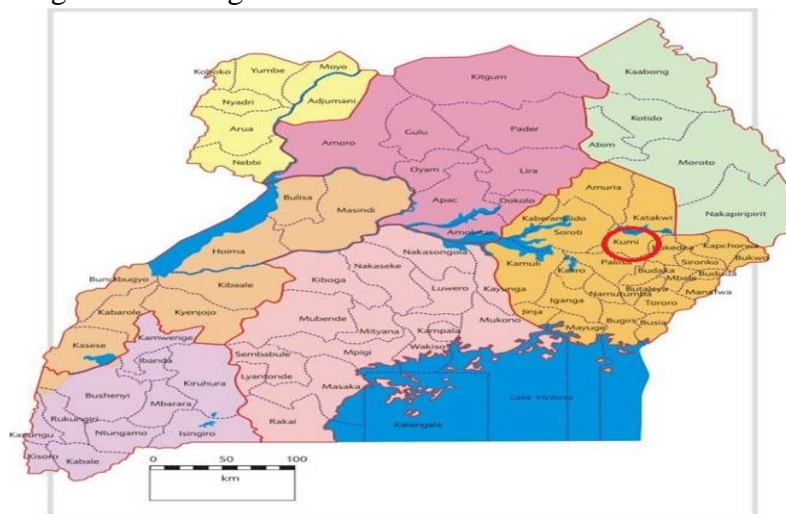 Koboko
Yumbe
Moyo
Nyadri
Adjumani
Arua
Nebbi
Kitgum
Kaabong
Amoro
Gulu
Pader
Kotido
Abim
Moroto
Oyam
Lira
Apac
Dokolo
Amuria
Nakapiripirit
Bulisa
Masindi
Kaberamaido
Katakwi
Amolatar
Soroti
Hoima
Kumi
Kapchorwa
Nakasongola
Bukwo
Kamuli
Sironko
Bundibugyo
Kiboga
Nakaseke
Budaka
Mbale
Kibaale
Luwero
Kayunga
Kabarole
Kyenjojo
Namutumba
Butaleja
Manafwa
Mubende
Iganga
Tororo
Mityana
Mukono
Jinja
Kasese
Kamwenge
Kampala
Mayuge
Bugiri
Busia
Ibanda
Sembabule
Mpigi
Wakiso
Bushenyi
Kiruhura
Lyantonde
Masaka
Mbarara
Lake Victoria
Rukungiri
Rakai
Kalangala
Kanungu
Ntungamo
Isingiro
Kisoro
Kabale
0 50 100
km